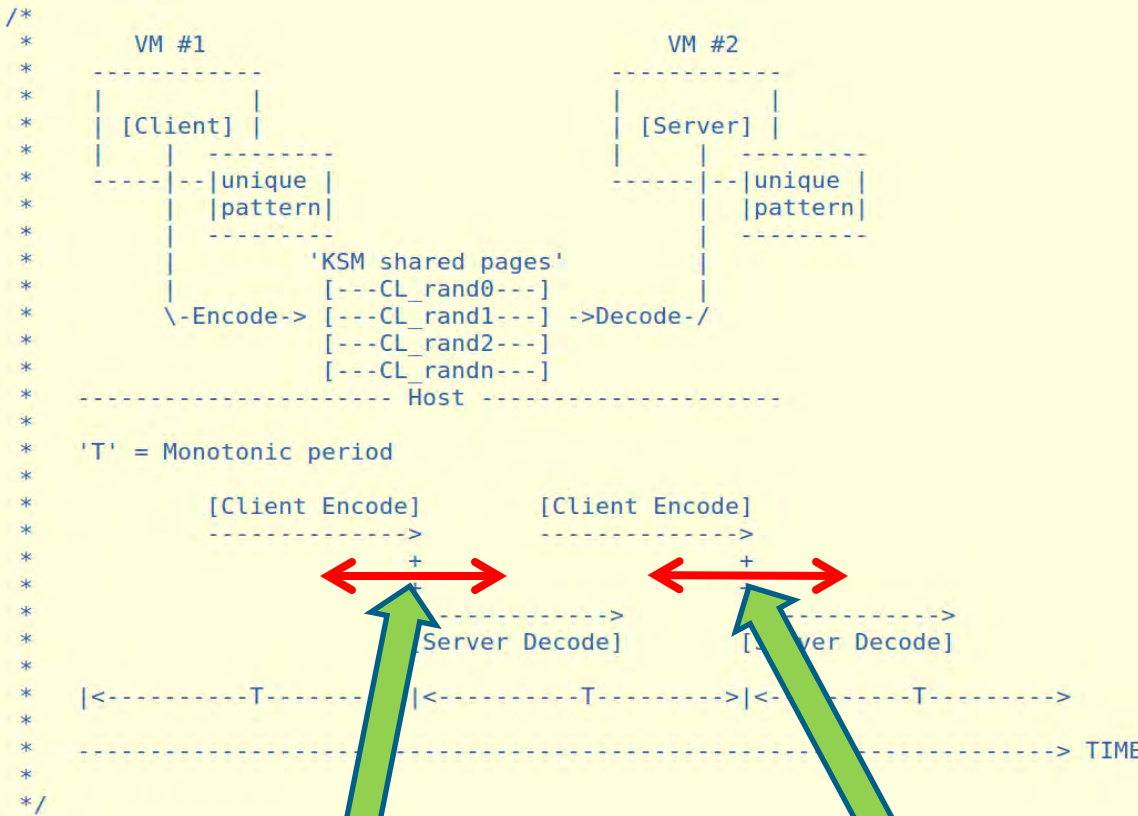 /*
 *        VM #1                                VM #2
 *     ------------                        ------------
 *     |          |                        |          |
 *     | [Client] |                        | [Server] |
 *     |    |  ---------                   |     |  ---------
 *     -----|--|unique |                   ------|--|unique |
 *          |  |pattern|                         |  |pattern|
 *          |  ---------                         |  ---------
 *          |         'KSM shared pages'         |
 *          |          [---CL_rand0---]          |
 *          \-Encode-> [---CL_rand1---] ->Decode-/
 *                     [---CL_rand2---]
 *                     [---CL_randn---]
 *    ----------------------- Host ---------------------
 *
 *    'T' = Monotonic period
 *
 *             [Client Encode]        [Client Encode]
 *             -------------->        -------------->
 *                           +                      +
 *
 *                            ------------->         ------------>
 *                            Server Decode]        [ ver Decode]
 *
 *    |<----------T-------   |<----------T--------->|<-  ------T--------->
 *
 *    -------------------   ----------------------------   --------------> TIME
 *
 */